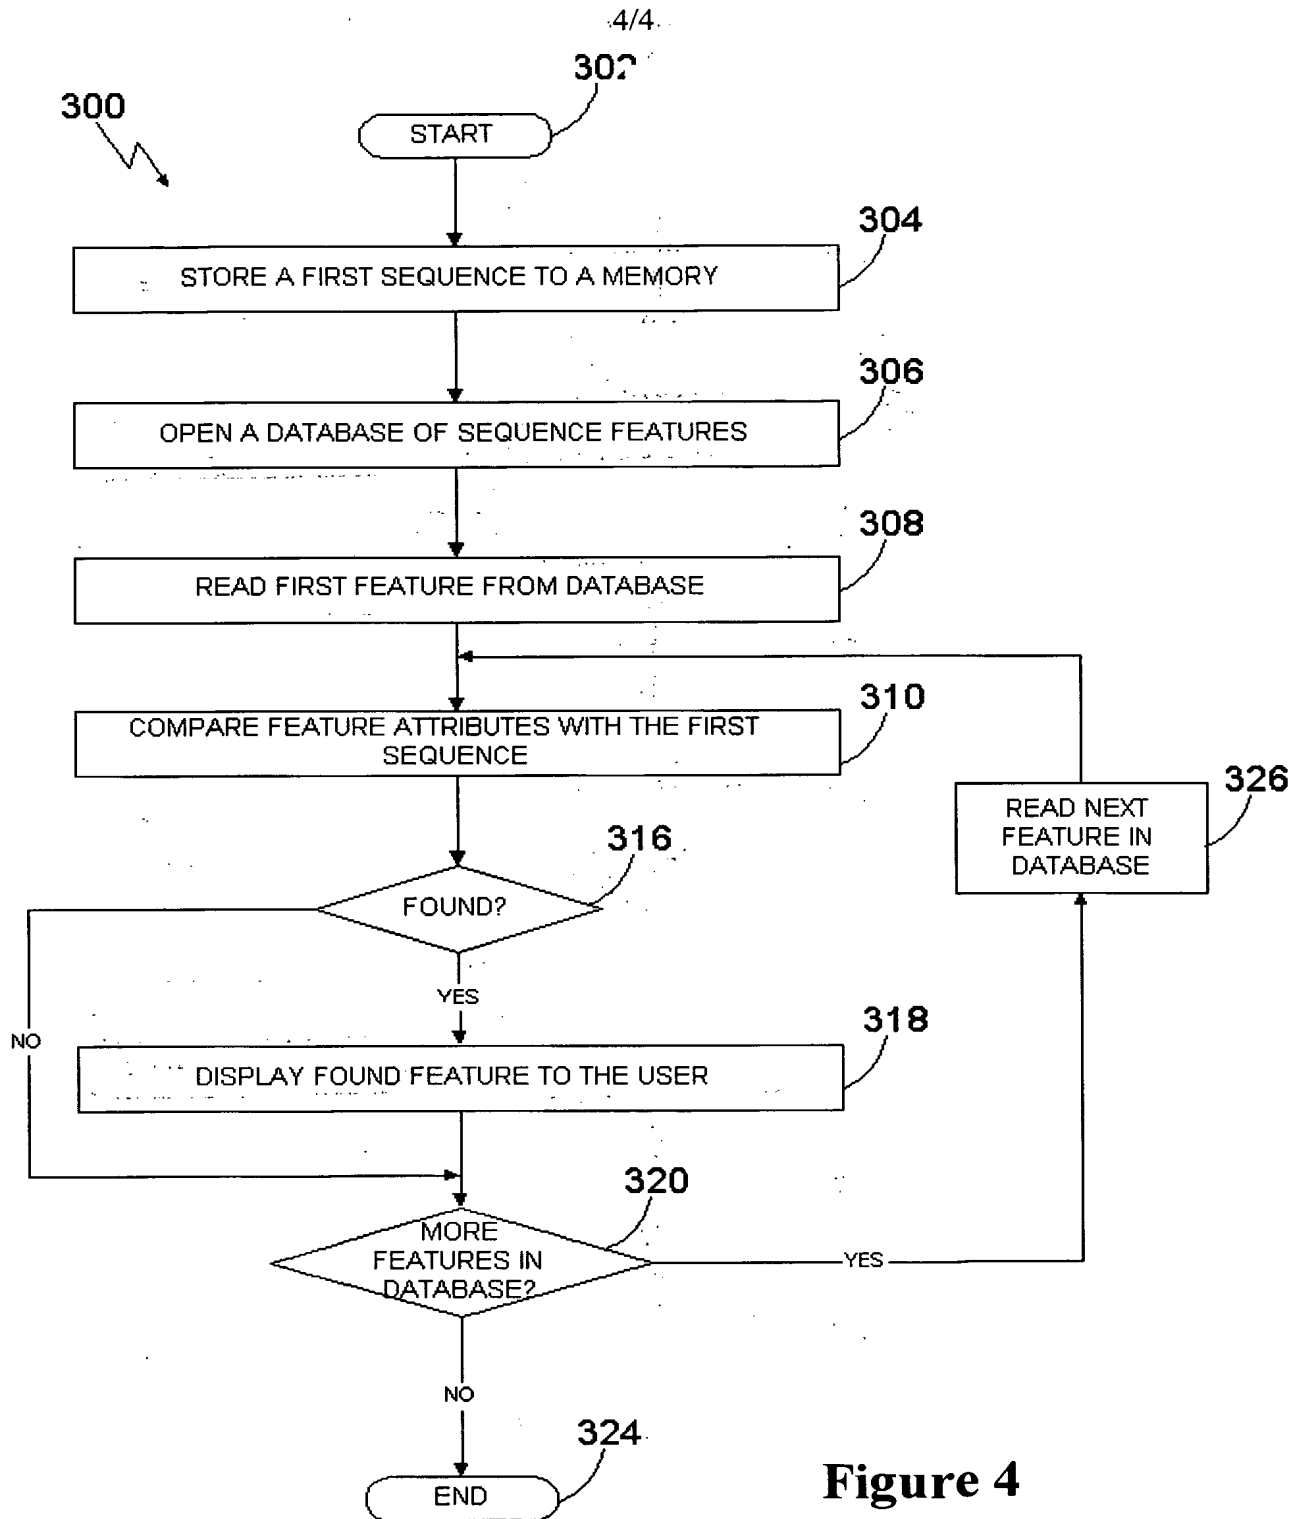 4/4
302
300
START
304
STORE A FIRST SEQUENCE TO A MEMORY
306
OPEN A DATABASE OF SEQUENCE FEATURES
308
READ FIRST FEATURE FROM DATABASE
310
COMPARE FEATURE ATTRIBUTES WITH THE FIRST
SEQUENCE
326
READ NEXT
FEATURE IN
DATABASE
316
FOUND?
YES
NO
318
DISPLAY FOUND FEATURE TO THE USER
320
MORE
FEATURES IN
DATABASE?
YES
NO
324
END
Figure 4